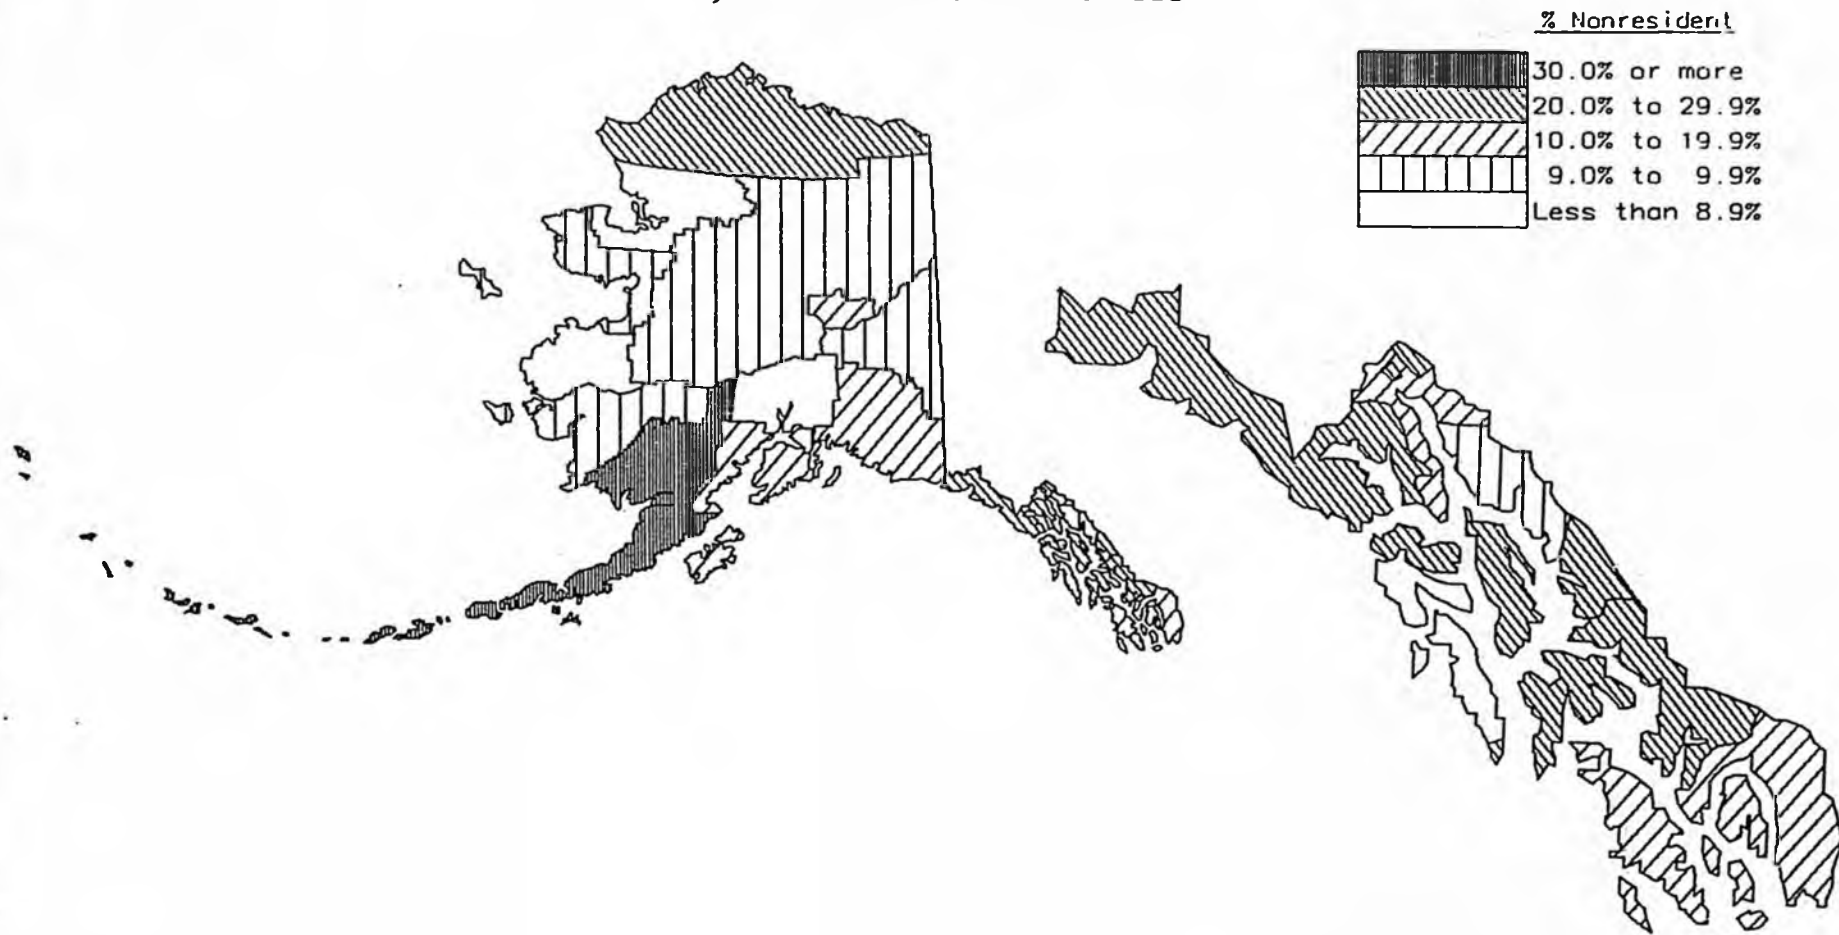 % Nonresident
30.0% or more
20.0% to 29.9%
10.0% to 19.9%
9.0% to 9.9%
Less than 8.9%